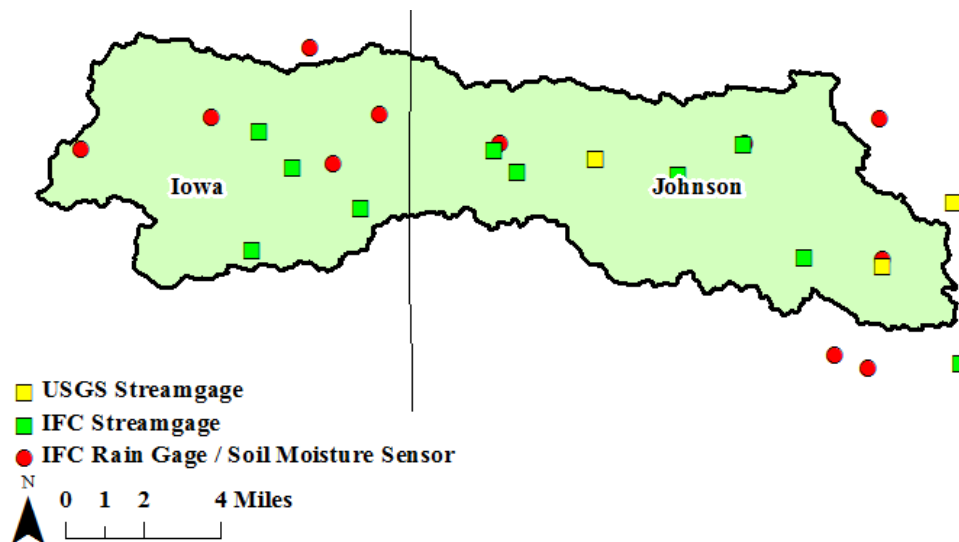 Iowa
Johnson
USGS Streamgage
IFC Streamgage
IFC Rain Gage / Soil Moisture Sensor
N
0 1 2 4 Miles